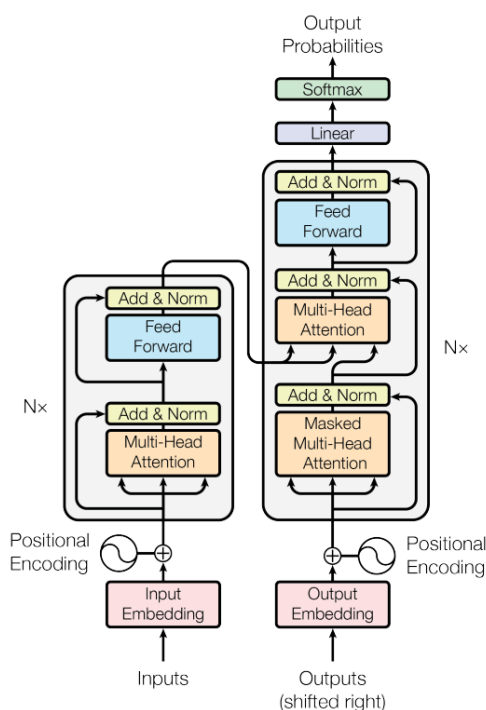 Output
Probabilities
Softmax
Linear
Add & Norm
Feed
Forward
Add & Norm
Multi-Head
Attention
Add & Norm
Masked
Multi-Head
Attention
Nx
Add & Norm
Feed
Forward
Add & Norm
Multi-Head
Attention
Nx
Positional
Encoding
Positional
Encoding
Input
Embedding
Output
Embedding
Inputs
Outputs
(shifted right)